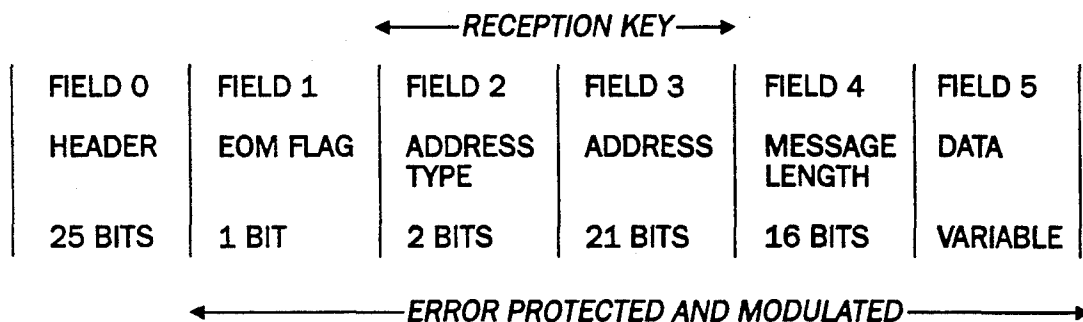 RECEPTION KEY
FIELD 0 FIELD 1 FIELD 2 FIELD 3 FIELD 4 FIELD 5
HEADER EOM FLAG ADDRESS TYPE ADDRESS MESSAGE LENGTH DATA
25 BITS 1 BIT 2 BITS 21 BITS 16 BITS VARIABLE
ERROR PROTECTED AND MODULATED